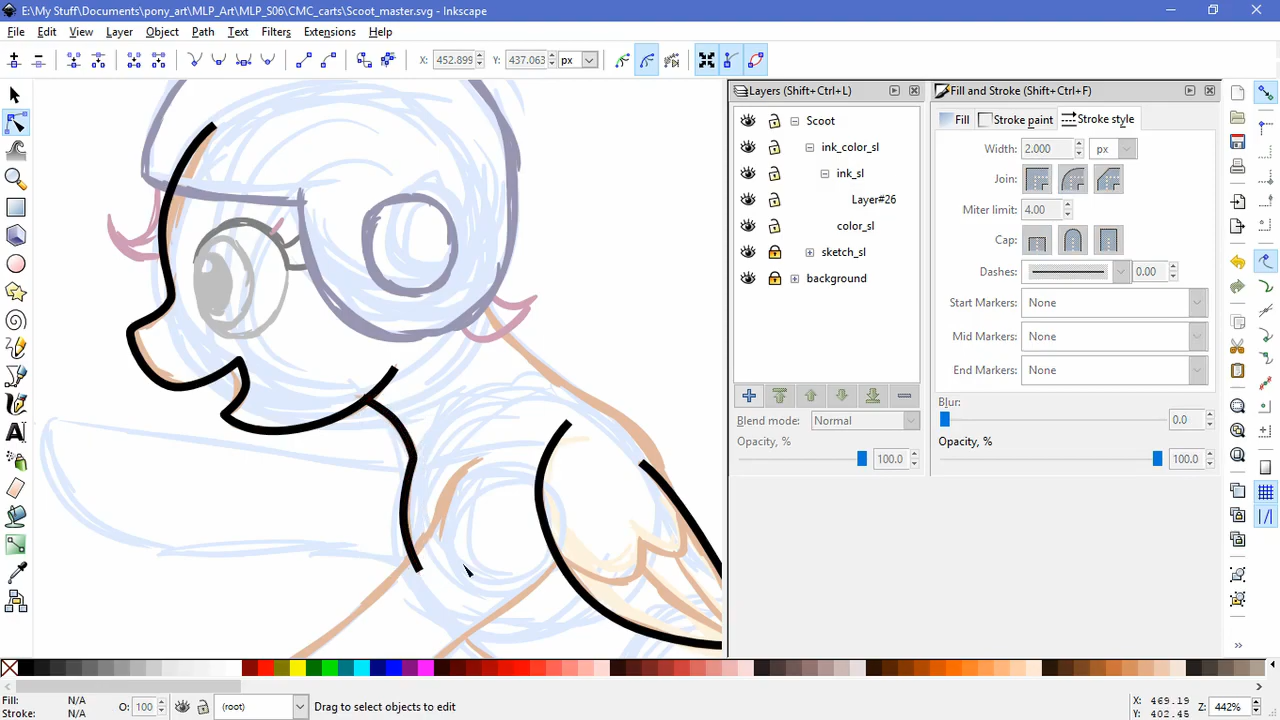 E:\My Stuff\Documents\pony_art\MLP_Art\MLP_S06\CMC_carts\Scoot_master.svg - Inkscape
File Edit View Layer Object Path Text Filters Extensions Help
X: 452.899 Y: 437.063 px
Layers (Shift+Ctrl+L)
Fill and Stroke (Shift+Ctrl+F)
Scoot
ink_color_sl
ink_sl
Layer#26
color_sl
sketch_sl
background
Fill Stroke paint Stroke style
Width: 2.000 px
Join:
Miter limit: 4.00
Cap:
Dashes: 0.00
Start Markers: None
Mid Markers: None
End Markers: None
Blend mode: Normal
Opacity, % 100.0
Blur:
0.0
Opacity, %
100.0
Fill: N/A
Stroke: N/A
O: 100
(root)
Drag to select objects to edit
X: 469.19
Y: 402.45
Z: 442%